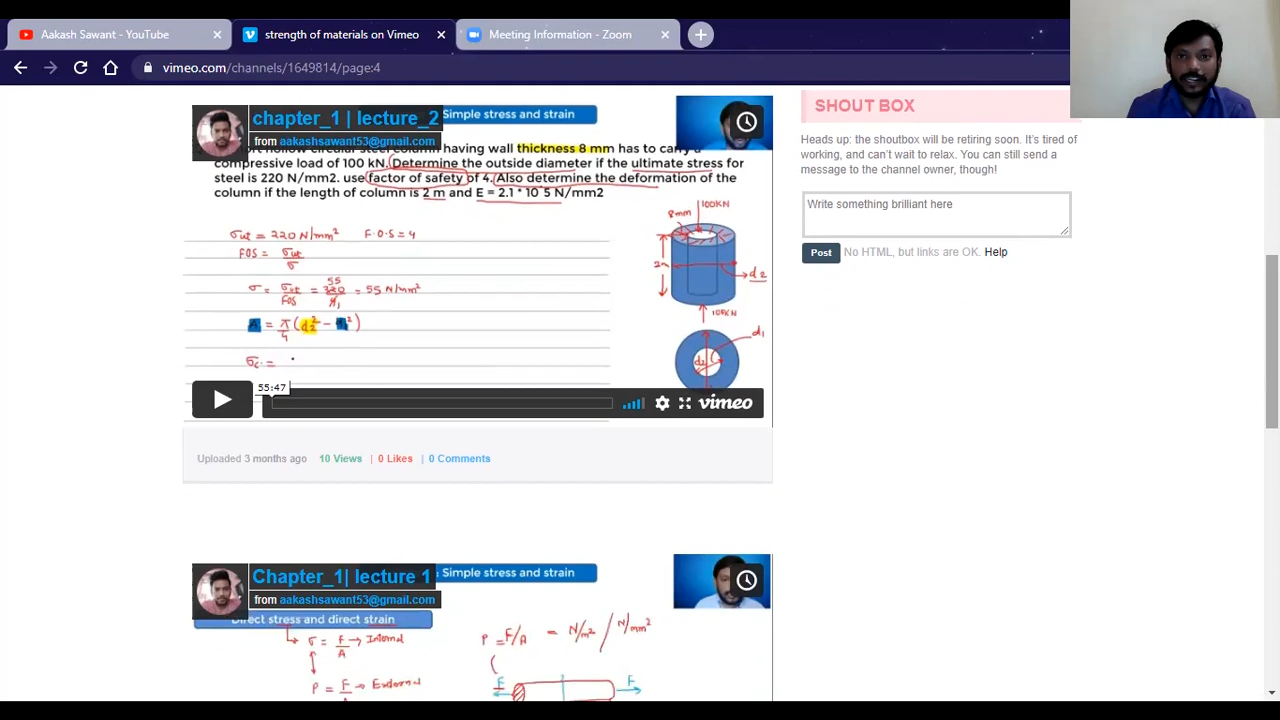 Aakash Sawant - YouTube
strength of materials on Vimeo
Meeting Information - Zoom
vimeo.com/channels/1649814/page:4
chapter_1 | lecture_2
Simple stress and strain
from aakashsawant53@gmail.com
having wall thickness 8 mm has to carry a
compressive load of 100 kN. Determine the outside diameter if the ultimate stress for
steel is 220 N/mm2. use factor of safety of 4. Also determine the deformation of the
column if the length of column is 2 m and E = 2.1 * 10^5 N/mm2
σut = 220 N/mm² F.O.S = 4
FOS = σut/σ
σ = σut/FOS = 220/4 = 55 N/mm²
55
1
A = π/4 (d2² - d1²)
σc =
100KN
8mm
d2
100KN
d1
d2
55:47
vimeo
Uploaded 3 months ago 10 Views | 0 Likes | 0 Comments
SHOUT BOX
Heads up: the shoutbox will be retiring soon. It's tired of
working, and can't wait to relax. You can still send a
message to the channel owner, though!
Write something brilliant here
Post No HTML, but links are OK. Help
Chapter_1| lecture 1
Simple stress and strain
from aakashsawant53@gmail.com
Direct stress and direct strain
σ = F/A → Internal
P = F/A → External
P = F/A = N/m² / N/mm²
F
F